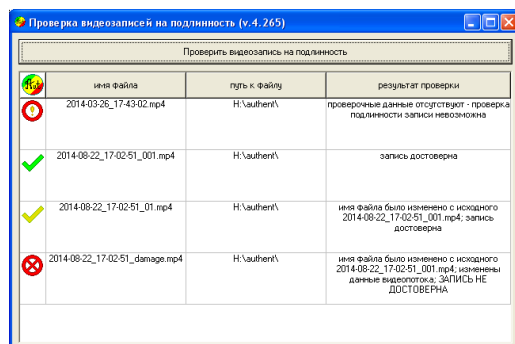 Проверка видеозаписей на подлинность (v.4.265)
Проверить видеозапись на подлинность
имя файла путь к файлу результат проверки
2014-03-26_17-43-02.mp4 H:\authent\ проверочные данные отсутствуют - проверка
подлинности записи невозможна
2014-08-22_17-02-51_001.mp4 H:\authent\ запись достоверна
2014-08-22_17-02-51_01.mp4 H:\authent\ имя файла было изменено с исходного
2014-08-22_17-02-51_001.mp4; запись
достоверна
2014-08-22_17-02-51_damage.mp4 H:\authent\ имя файла было изменено с исходного
2014-08-22_17-02-51_001.mp4; изменены
данные видеопотока; ЗАПИСЬ НЕ
ДОСТОВЕРНА